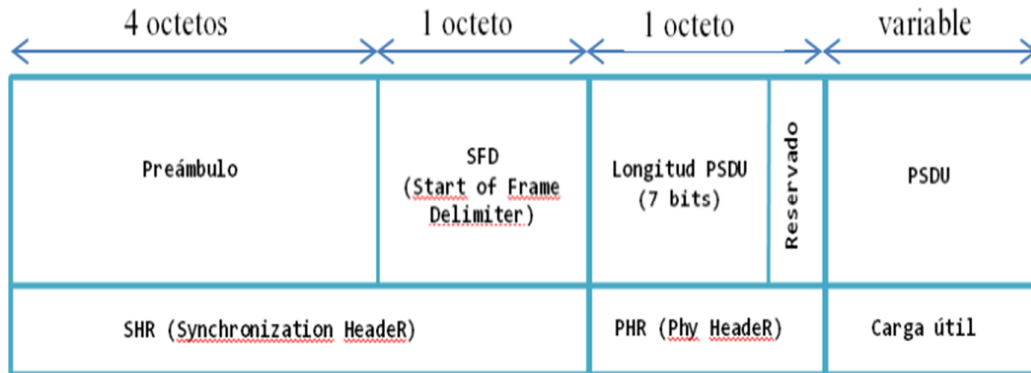 4 octetos 1 octeto 1 octeto variable
Preámbulo
SFD
(Start of Frame
Delimiter)
Longitud PSDU
(7 bits)
Reservado
PSDU
SHR (Synchronization HeadeR)
PHR (Phy HeadeR)
Carga útil